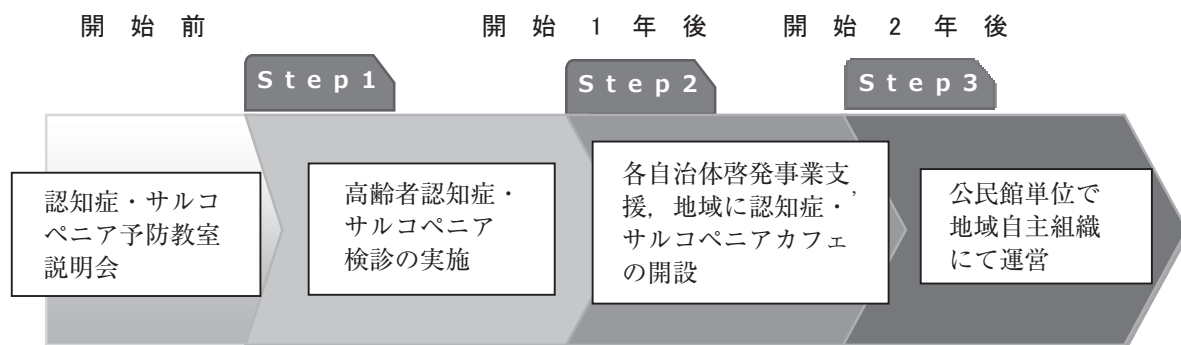 開始前
開始1年後
開始2年後
Step1
Step2
Step3
認知症・サルコ
ペニア予防教室
説明会
高齢者認知症・
サルコペニア
検診の実施
各自治体啓発事業支
援，地域に認知症・
サルコペニアカフェ
の開設
公民館単位で
地域自主組織
にて運営